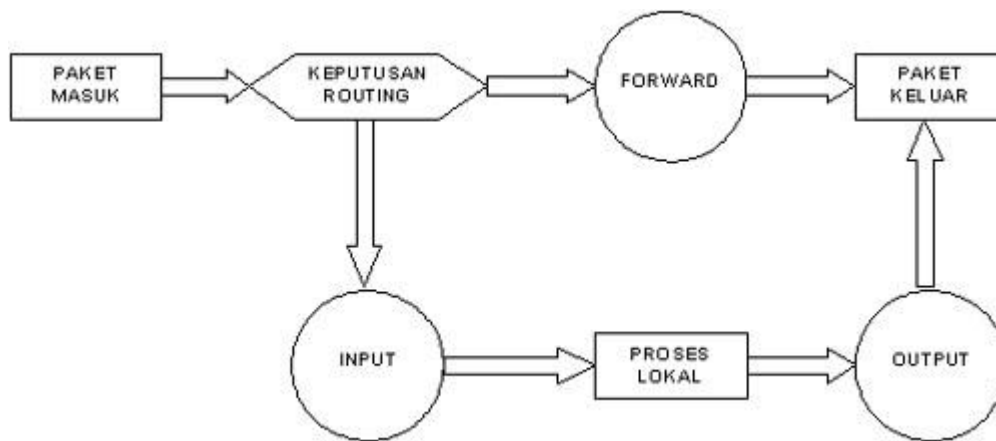 PAKET
MASUK
KEPUTUSAN
ROUTING
FORWARD
PAKET
KELUAR
INPUT
PROSES
LOKAL
OUTPUT